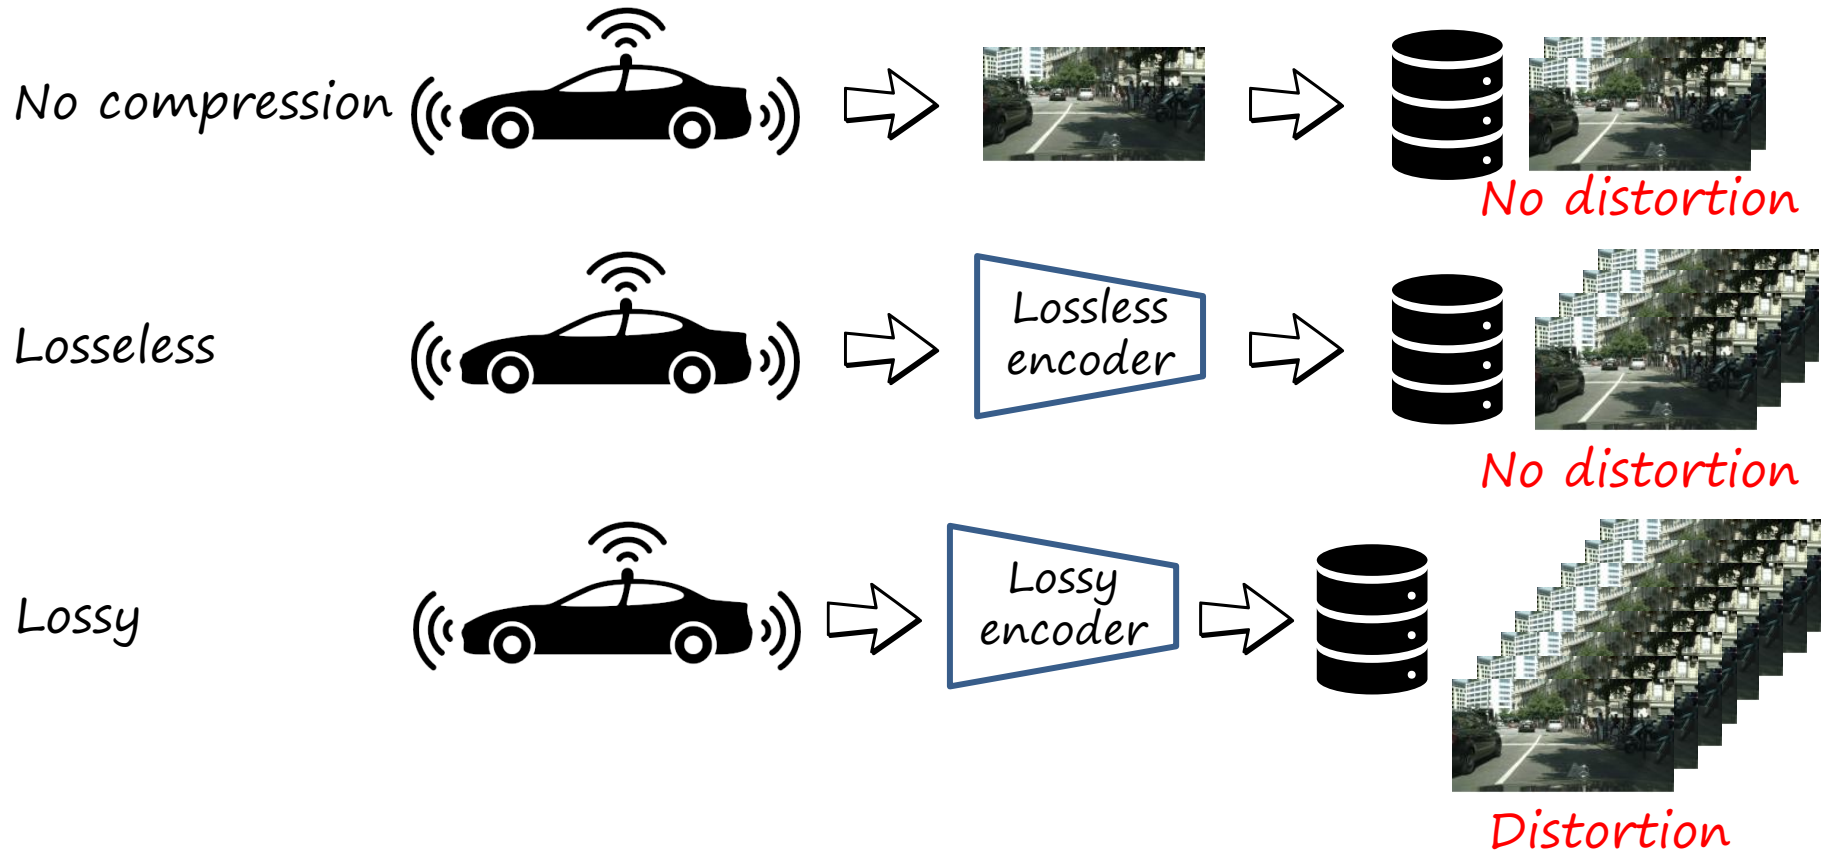 No compression
No distortion
Losseless
Lossless
encoder
No distortion
Lossy
Lossy
encoder
Distortion